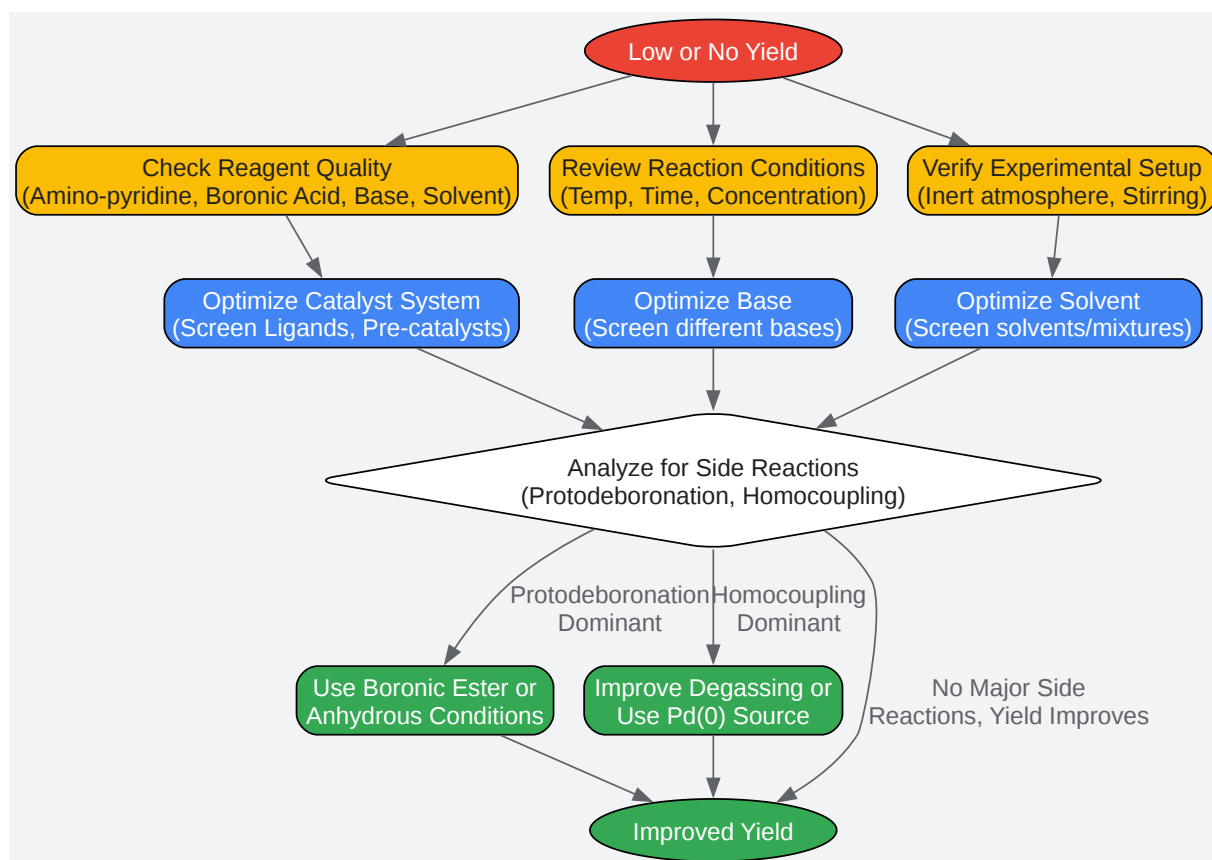 Low or No Yield
Check Reagent Quality
(Amino-pyridine, Boronic Acid, Base, Solvent)
Review Reaction Conditions
(Temp, Time, Concentration)
Verify Experimental Setup
(Inert atmosphere, Stirring)
Optimize Catalyst System
(Screen Ligands, Pre-catalysts)
Optimize Base
(Screen different bases)
Optimize Solvent
(Screen solvents/mixtures)
Analyze for Side Reactions
(Protodeboronation, Homocoupling)
Protodeboronation
Dominant
Homocoupling
Dominant
No Major Side
Reactions, Yield Improves
Use Boronic Ester or
Anhydrous Conditions
Improve Degassing or
Use Pd(0) Source
Improved Yield